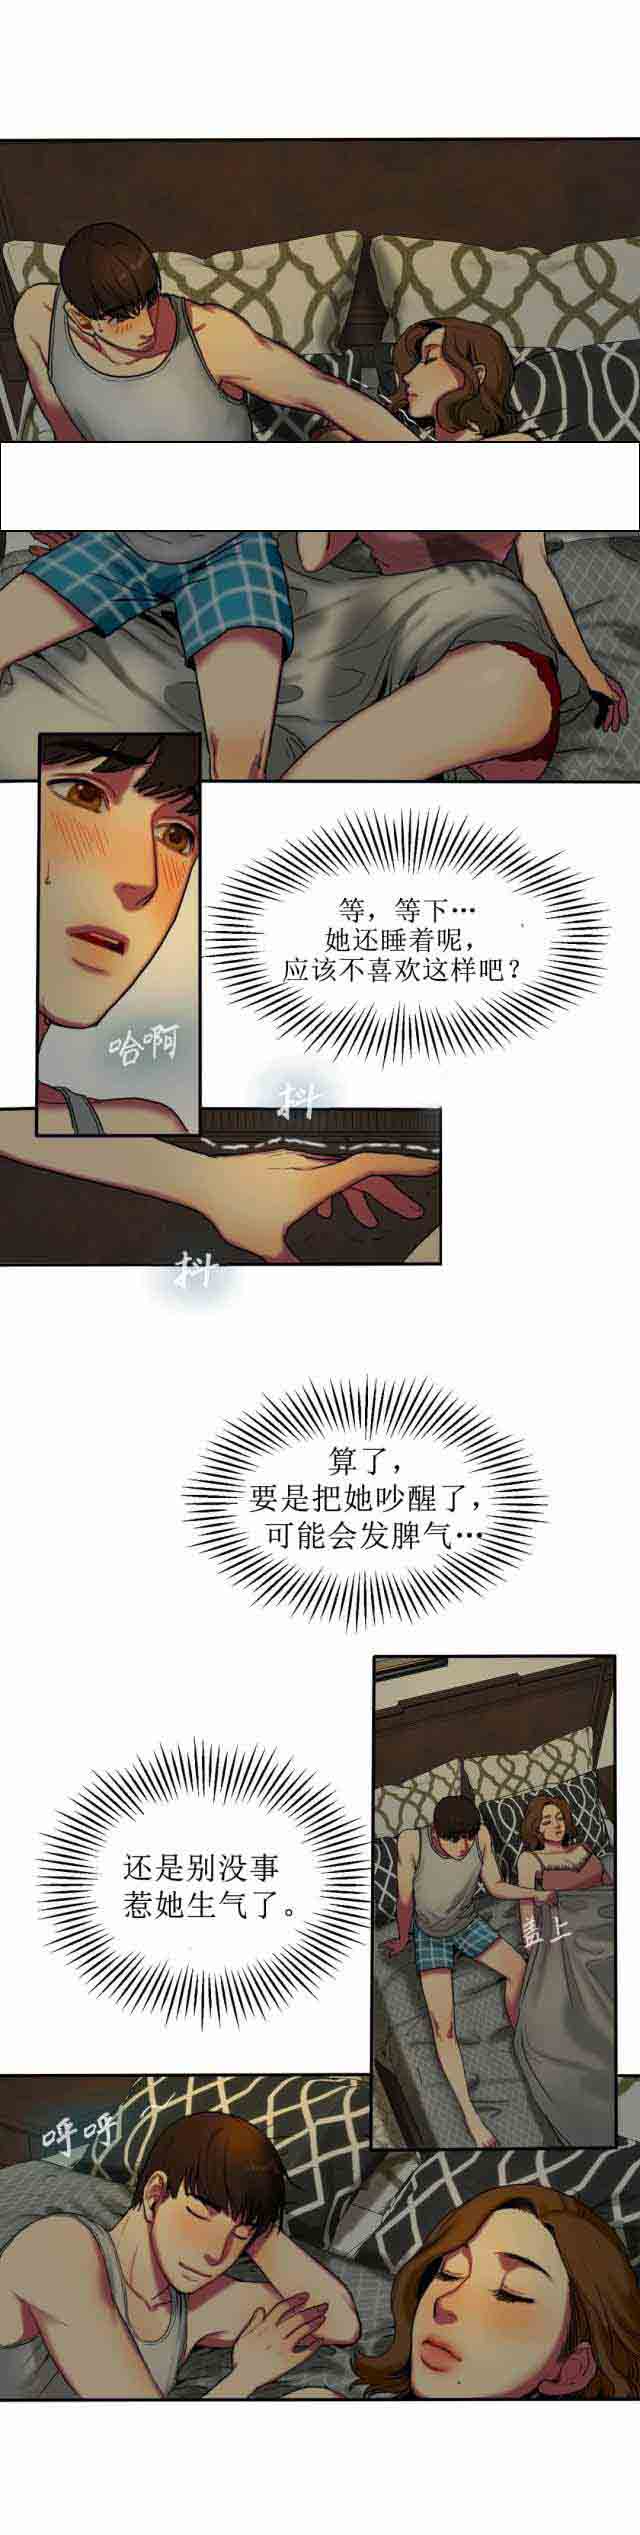 等，等下…
她还睡着呢，
应该不喜欢这样吧？
哈啊
抖
抖
算了，
要是把她吵醒了，
可能会发脾气…
还是别没事
惹她生气了。
盖上
呼呼